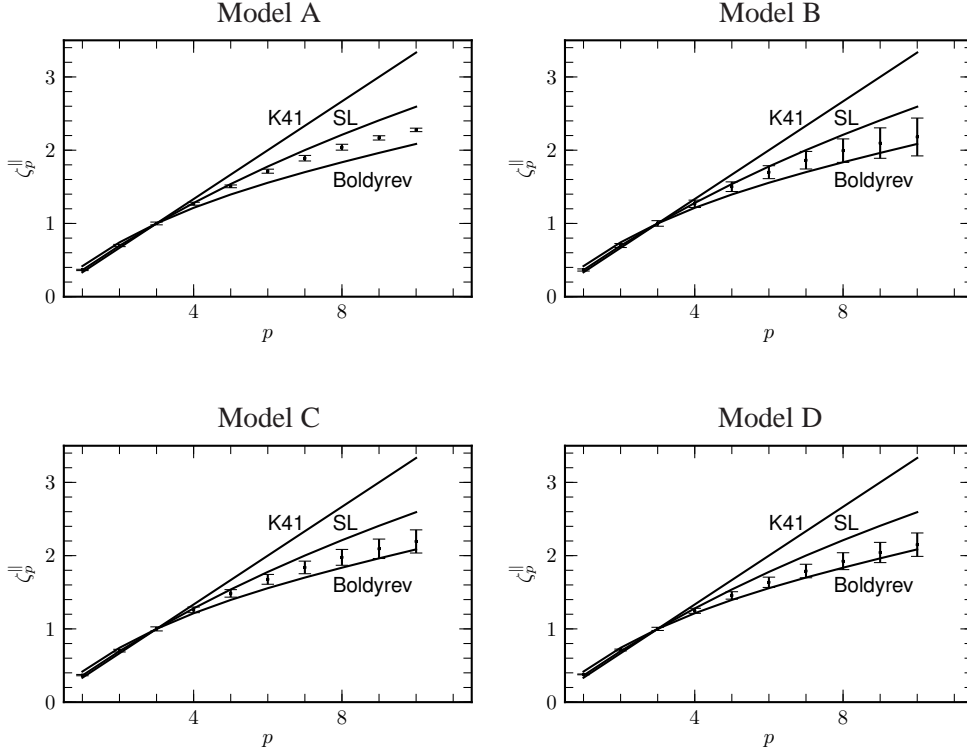 Model A
3
2
1
0
ζ_p^∥
K41
SL
Boldyrev
4
8
p
Model B
3
2
1
0
ζ_p^∥
K41
SL
Boldyrev
4
8
p
Model C
3
2
1
0
ζ_p^∥
K41
SL
Boldyrev
4
8
p
Model D
3
2
1
0
ζ_p^∥
K41
SL
Boldyrev
4
8
p